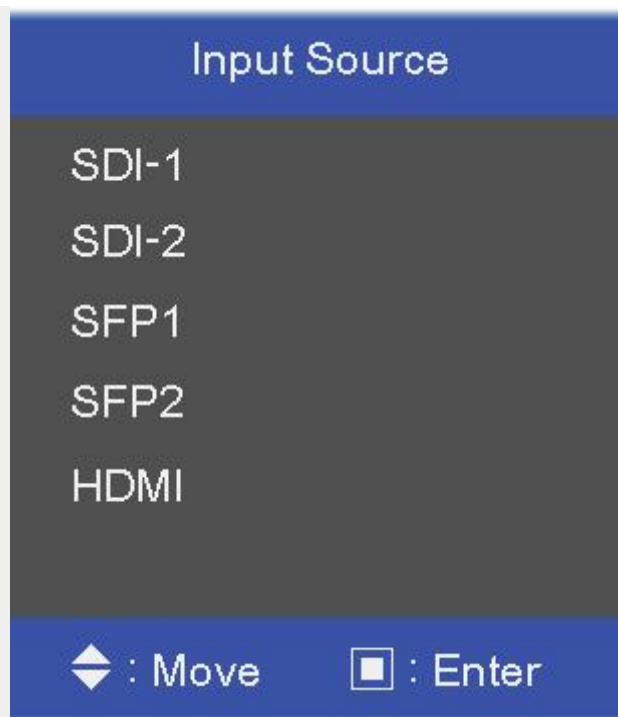 Input Source
SDI-1
SDI-2
SFP1
SFP2
HDMI
: Move : Enter